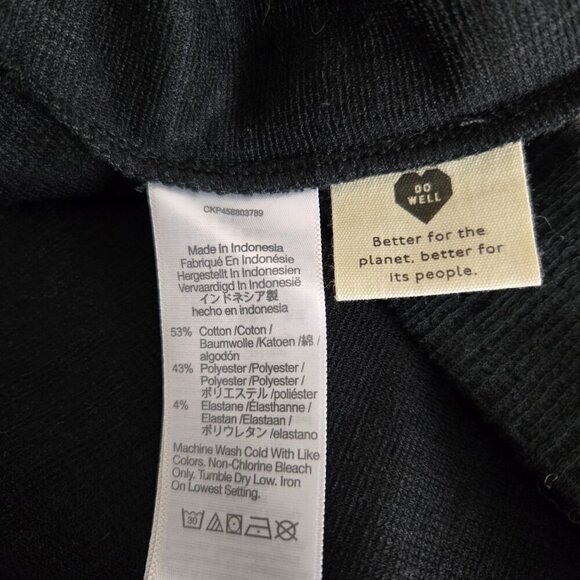 CKP458803789
Made In Indonesia
Fabriqué En Indonésie
Hergestellt In Indonesien
Vervaardigd In Indonesië
インドネシア製
hecho en indonesia
53% Cotton /Coton/
Baumwolle /Katoen /綿 /
algodón
43% Polyester /Polyester /
Polyester /Polyester /
ポリエステル /poliéster
4% Elastane /Élasthanne /
Elastan /Elastaan /
ポリウレタン /elastano
Machine Wash Cold With Like
Colors. Non-Chlorine Bleach
Only. Tumble Dry Low. Iron
On Lowest Setting.
30
DO
WELL
Better for the
planet, better for
its people.